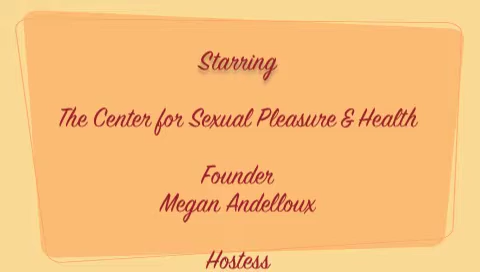 Starring
The Center for Sexual Pleasure & Health
Founder
Megan Andelloux
Hostess